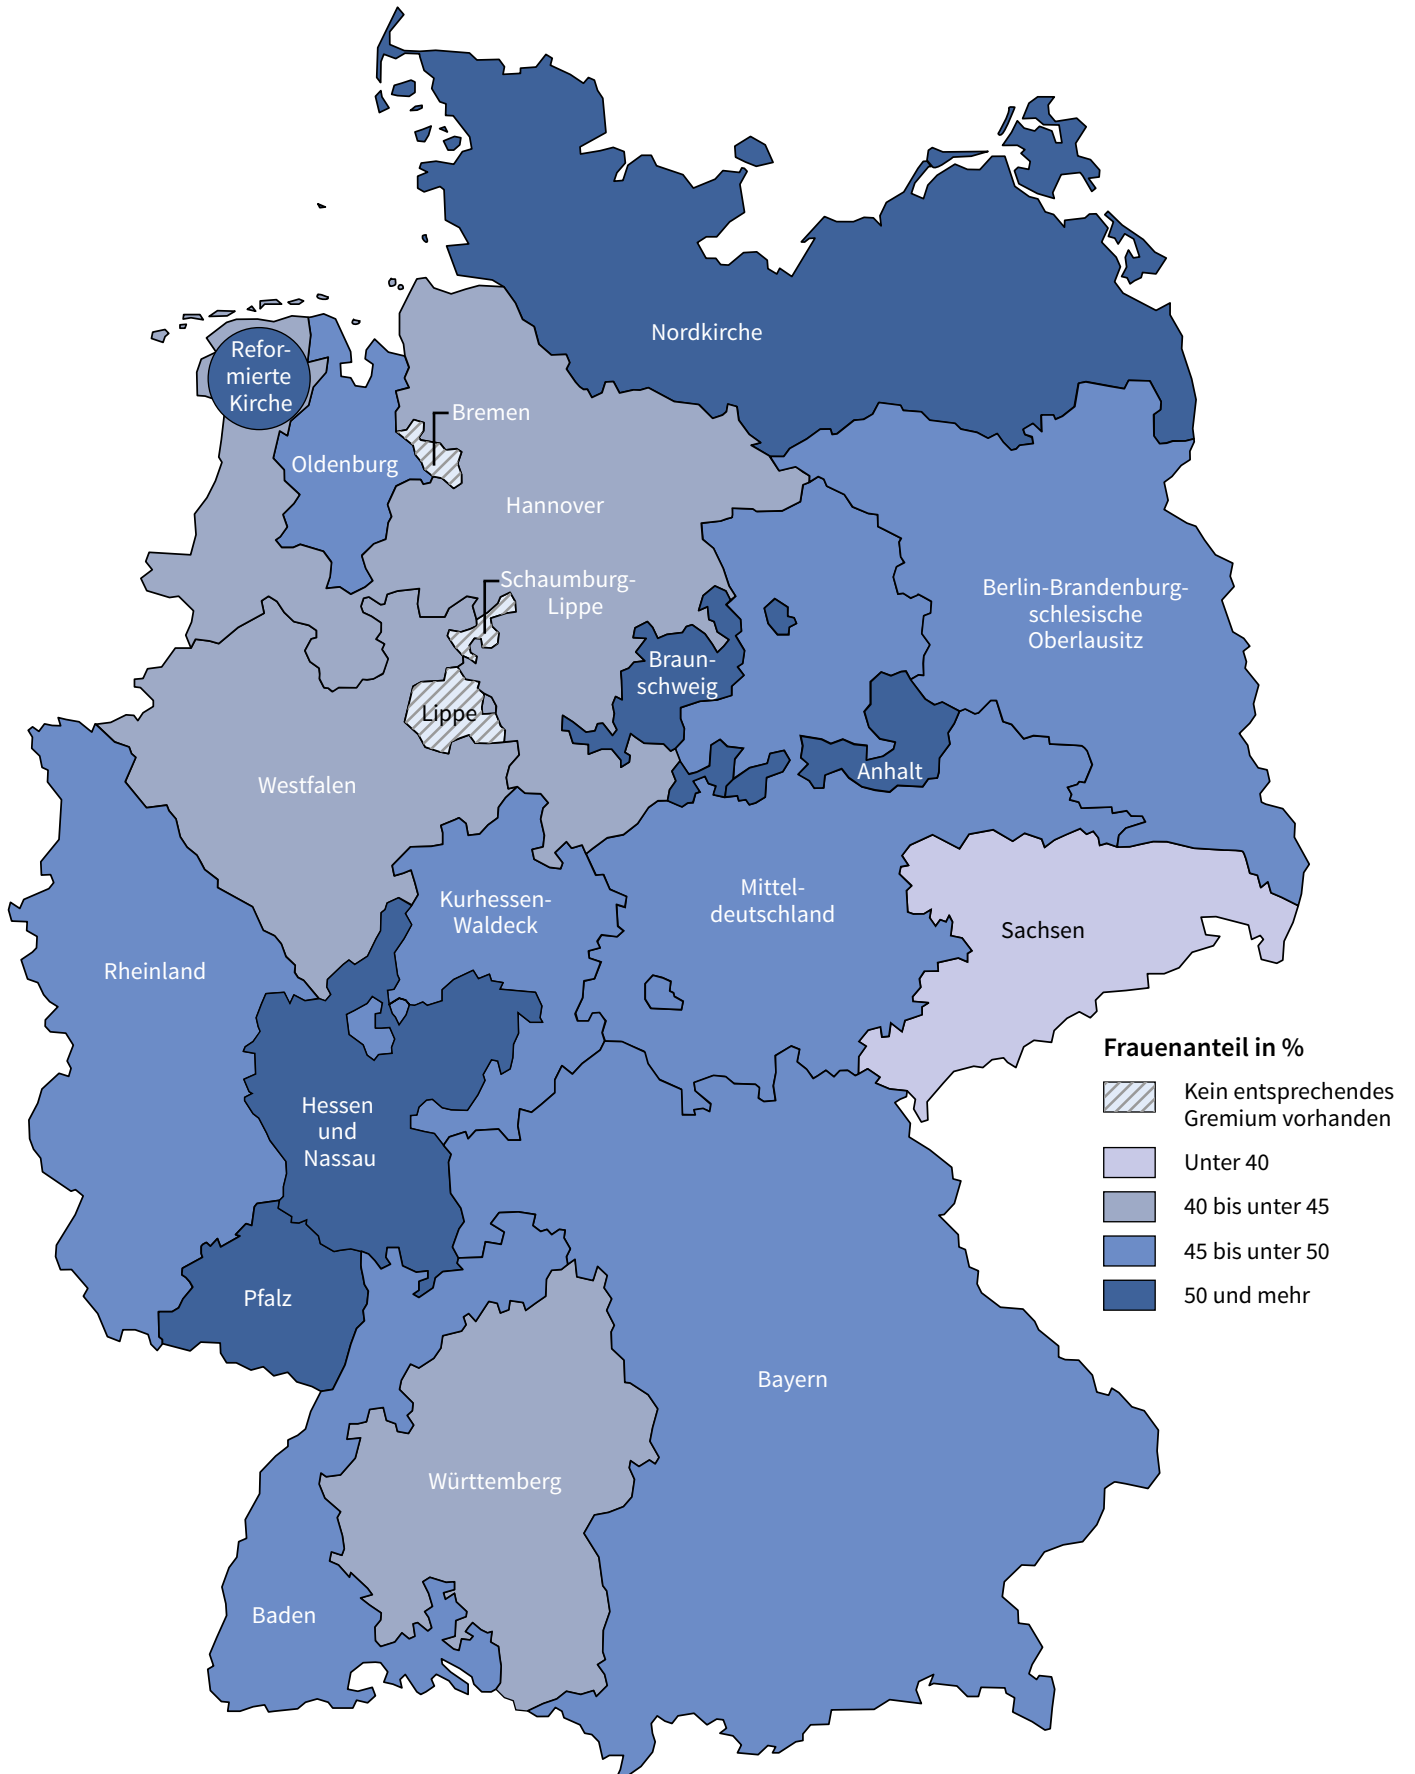 Nordkirche
Refor-
mierte
Kirche
Bremen
Oldenburg
Hannover
Schaumburg-
Lippe
Berlin-Brandenburg-
schlesische
Oberlausitz
Braun-
schweig
Lippe
Anhalt
Westfalen
Mittel-
deutschland
Kurhessen-
Waldeck
Sachsen
Rheinland
Hessen
und
Nassau
Pfalz
Bayern
Württemberg
Baden
Frauenanteil in %
Kein entsprechendes
Gremium vorhanden
Unter 40
40 bis unter 45
45 bis unter 50
50 und mehr